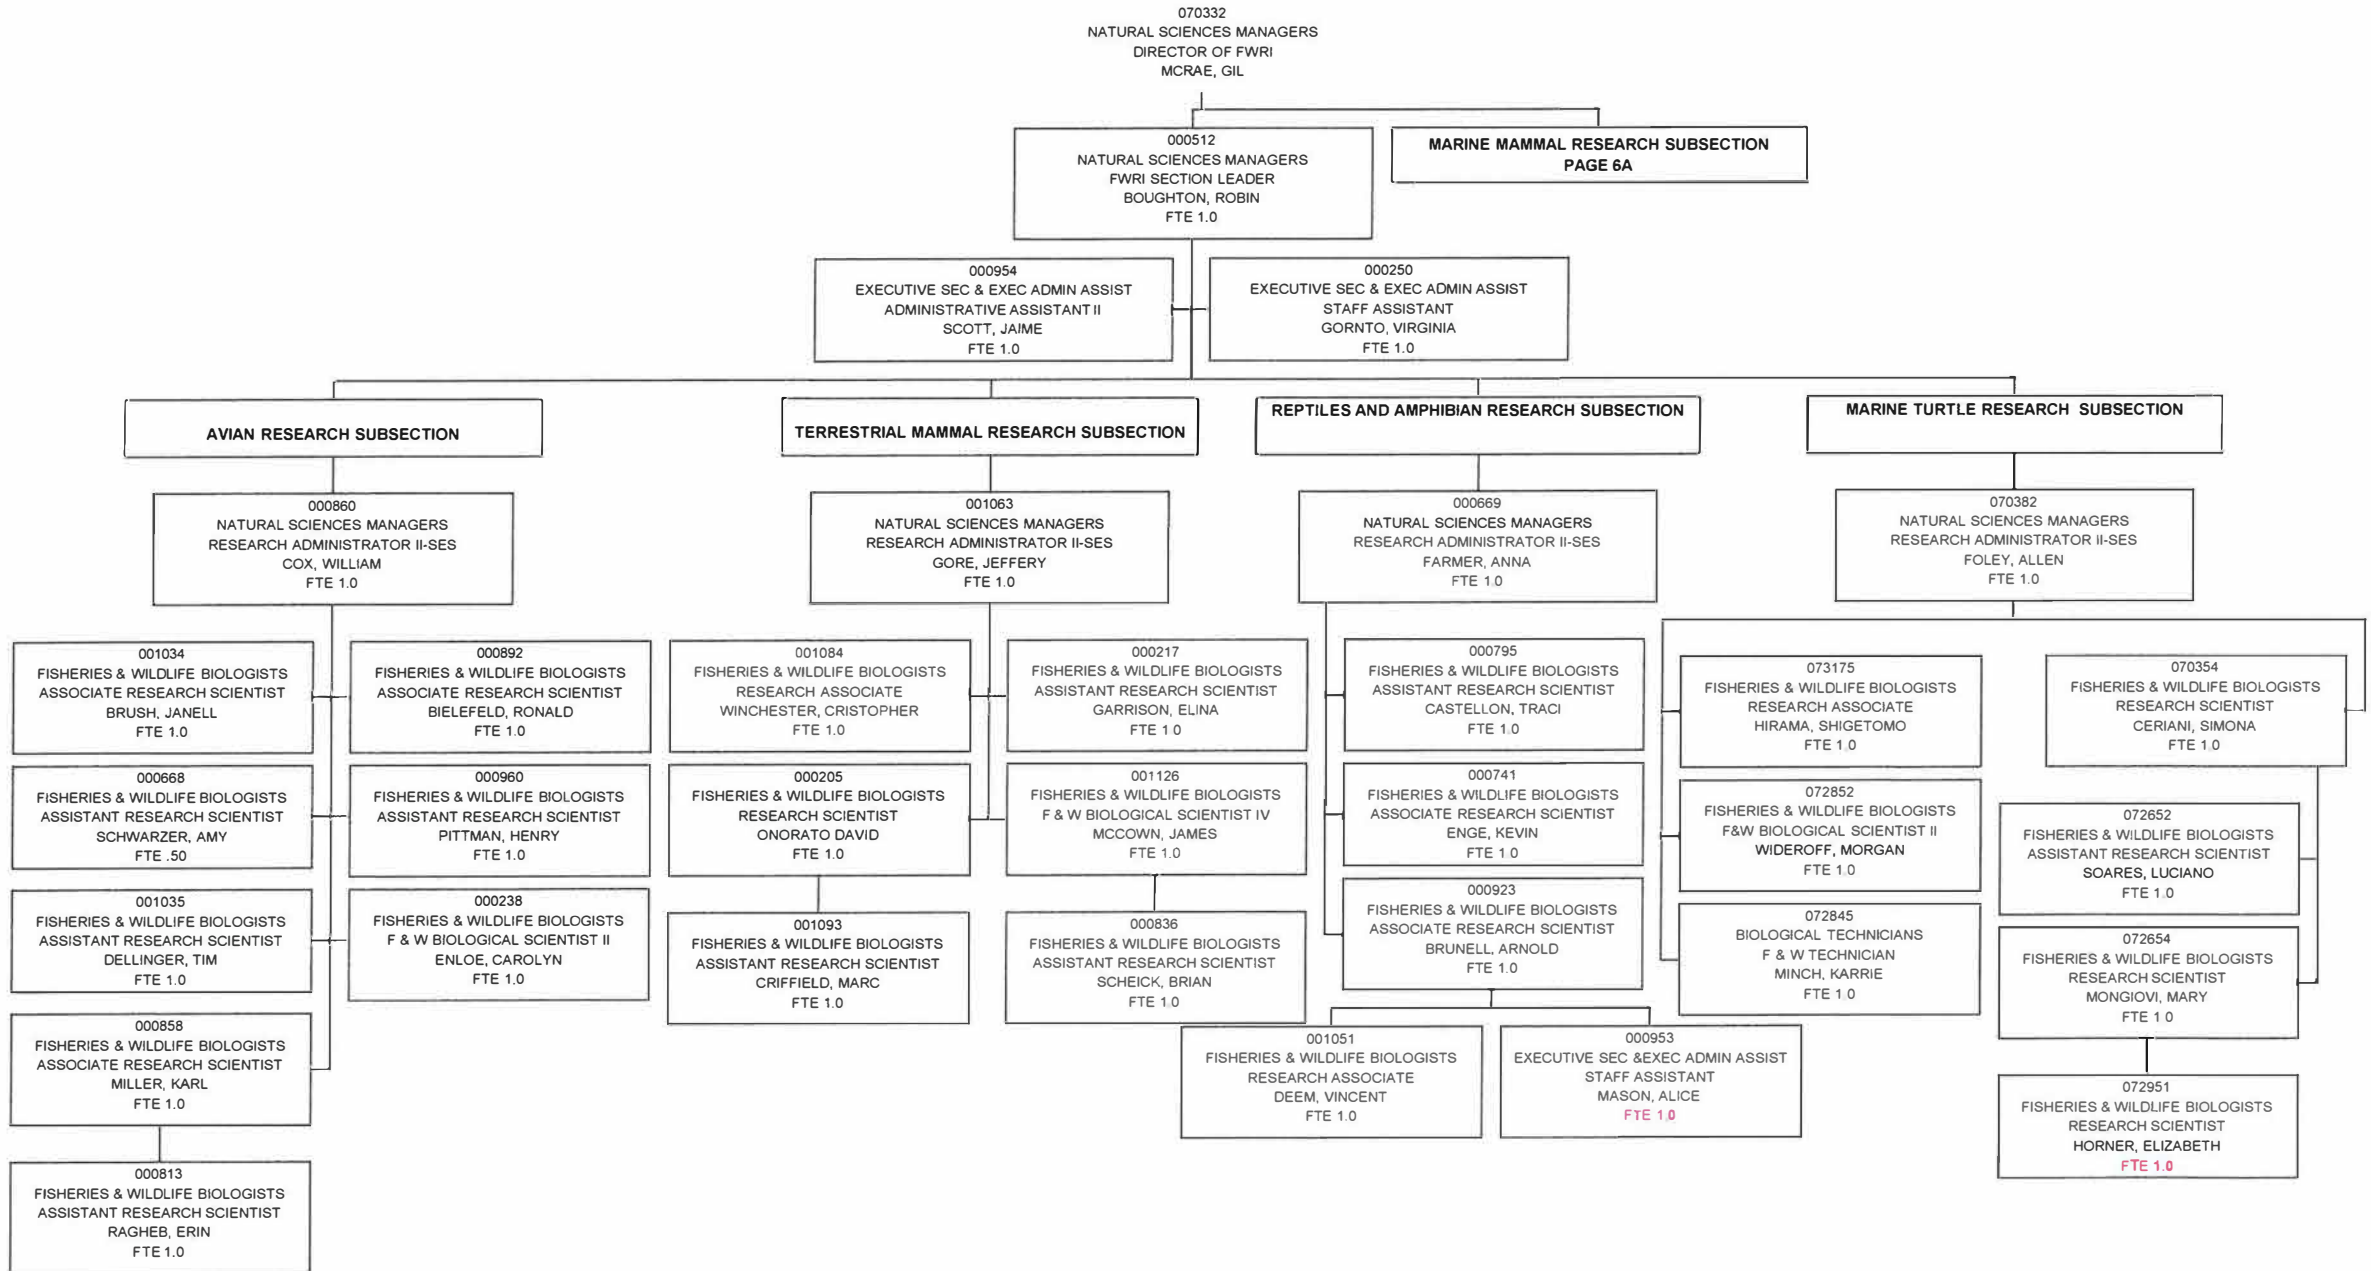 070332
NATURAL SCIENCES MANAGERS
DIRECTOR OF FWRI
MCRAE, GIL
000512
NATURAL SCIENCES MANAGERS
FWRI SECTION LEADER
BOUGHTON, ROBIN
FTE 1.0
MARINE MAMMAL RESEARCH SUBSECTION
PAGE 6A
000954
EXECUTIVE SEC & EXEC ADMIN ASSIST
ADMINISTRATIVE ASSISTANT II
SCOTT, JAIME
FTE 1.0
000250
EXECUTIVE SEC & EXEC ADMIN ASSIST
STAFF ASSISTANT
GORNTO, VIRGINIA
FTE 1.0
AVIAN RESEARCH SUBSECTION
000860
NATURAL SCIENCES MANAGERS
RESEARCH ADMINISTRATOR II-SES
COX, WILLIAM
FTE 1.0
001034
FISHERIES & WILDLIFE BIOLOGISTS
ASSOCIATE RESEARCH SCIENTIST
BRUSH, JANELL
FTE 1.0
000892
FISHERIES & WILDLIFE BIOLOGISTS
ASSOCIATE RESEARCH SCIENTIST
BIELEFELD, RONALD
FTE 1.0
000668
FISHERIES & WILDLIFE BIOLOGISTS
ASSISTANT RESEARCH SCIENTIST
SCHWARZER, AMY
FTE .50
000960
FISHERIES & WILDLIFE BIOLOGISTS
ASSISTANT RESEARCH SCIENTIST
PITTMAN, HENRY
FTE 1.0
001035
FISHERIES & WILDLIFE BIOLOGISTS
ASSISTANT RESEARCH SCIENTIST
DELLINGER, TIM
FTE 1.0
000238
FISHERIES & WILDLIFE BIOLOGISTS
F & W BIOLOGICAL SCIENTIST II
ENLOE, CAROLYN
FTE 1.0
000858
FISHERIES & WILDLIFE BIOLOGISTS
ASSOCIATE RESEARCH SCIENTIST
MILLER, KARL
FTE 1.0
000813
FISHERIES & WILDLIFE BIOLOGISTS
ASSISTANT RESEARCH SCIENTIST
RAGHEB, ERIN
FTE 1.0
TERRESTRIAL MAMMAL RESEARCH SUBSECTION
001063
NATURAL SCIENCES MANAGERS
RESEARCH ADMINISTRATOR II-SES
GORE, JEFFERY
FTE 1.0
001084
FISHERIES & WILDLIFE BIOLOGISTS
RESEARCH ASSOCIATE
WINCHESTER, CRISTOPHER
FTE 1.0
000217
FISHERIES & WILDLIFE BIOLOGISTS
ASSISTANT RESEARCH SCIENTIST
GARRISON, ELINA
FTE 1.0
000205
FISHERIES & WILDLIFE BIOLOGISTS
RESEARCH SCIENTIST
ONORATO DAVID
FTE 1.0
001126
FISHERIES & WILDLIFE BIOLOGISTS
F & W BIOLOGICAL SCIENTIST IV
MCCOWN, JAMES
FTE 1.0
001093
FISHERIES & WILDLIFE BIOLOGISTS
ASSISTANT RESEARCH SCIENTIST
CRIFFIELD, MARC
FTE 1.0
000836
FISHERIES & WILDLIFE BIOLOGISTS
ASSISTANT RESEARCH SCIENTIST
SCHEICK, BRIAN
FTE 1.0
REPTILES AND AMPHIBIAN RESEARCH SUBSECTION
000669
NATURAL SCIENCES MANAGERS
RESEARCH ADMINISTRATOR II-SES
FARMER, ANNA
FTE 1.0
000795
FISHERIES & WILDLIFE BIOLOGISTS
ASSISTANT RESEARCH SCIENTIST
CASTELLON, TRACI
FTE 1.0
000741
FISHERIES & WILDLIFE BIOLOGISTS
ASSOCIATE RESEARCH SCIENTIST
ENGE, KEVIN
FTE 1.0
000923
FISHERIES & WILDLIFE BIOLOGISTS
ASSOCIATE RESEARCH SCIENTIST
BRUNELL, ARNOLD
FTE 1.0
001051
FISHERIES & WILDLIFE BIOLOGISTS
RESEARCH ASSOCIATE
DEEM, VINCENT
FTE 1.0
000953
EXECUTIVE SEC &EXEC ADMIN ASSIST
STAFF ASSISTANT
MASON, ALICE
FTE 1.0
MARINE TURTLE RESEARCH SUBSECTION
070382
NATURAL SCIENCES MANAGERS
RESEARCH ADMINISTRATOR II-SES
FOLEY, ALLEN
FTE 1.0
073175
FISHERIES & WILDLIFE BIOLOGISTS
RESEARCH ASSOCIATE
HIRAMA, SHIGETOMO
FTE 1.0
072852
FISHERIES & WILDLIFE BIOLOGISTS
F&W BIOLOGICAL SCIENTIST II
WIDEROFF, MORGAN
FTE 1.0
072845
BIOLOGICAL TECHNICIANS
F & W TECHNICIAN
MINCH, KARRIE
FTE 1.0
070354
FISHERIES & WILDLIFE BIOLOGISTS
RESEARCH SCIENTIST
CERIANI, SIMONA
FTE 1.0
072652
FISHERIES & WILDLIFE BIOLOGISTS
ASSISTANT RESEARCH SCIENTIST
SOARES, LUCIANO
FTE 1.0
072654
FISHERIES & WILDLIFE BIOLOGISTS
RESEARCH SCIENTIST
MONGIOVI, MARY
FTE 1 0
072951
FISHERIES & WILDLIFE BIOLOGISTS
RESEARCH SCIENTIST
HORNER, ELIZABETH
FTE 1.0